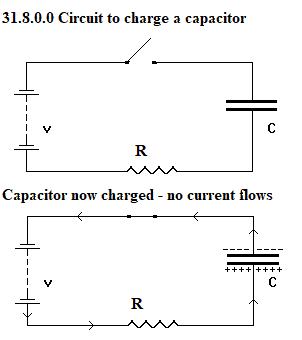 31.8.0.0 Circuit to charge a capacitor
V
C
R
Capacitor now charged - no current flows
V
C
R